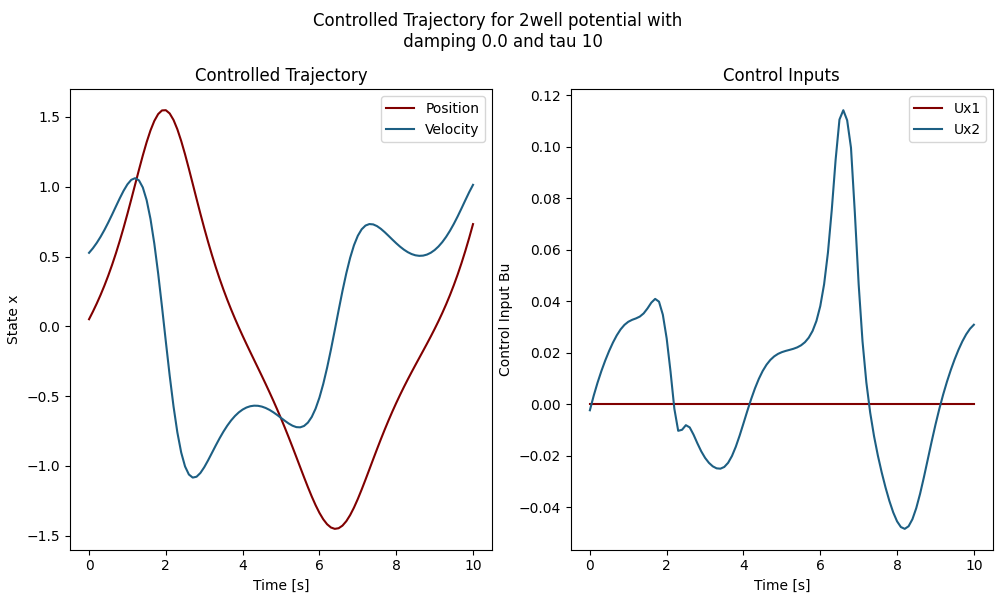 Controlled Trajectory for 2well potential with
damping 0.0 and tau 10
Controlled Trajectory
Position
Velocity
1.5
1.0
0.5
0.0
−0.5
−1.0
−1.5
State x
0
2
4
6
8
10
Time [s]
Control Inputs
Ux1
Ux2
0.12
0.10
0.08
0.06
0.04
0.02
0.00
−0.02
−0.04
Control Input Bu
0
2
4
6
8
10
Time [s]